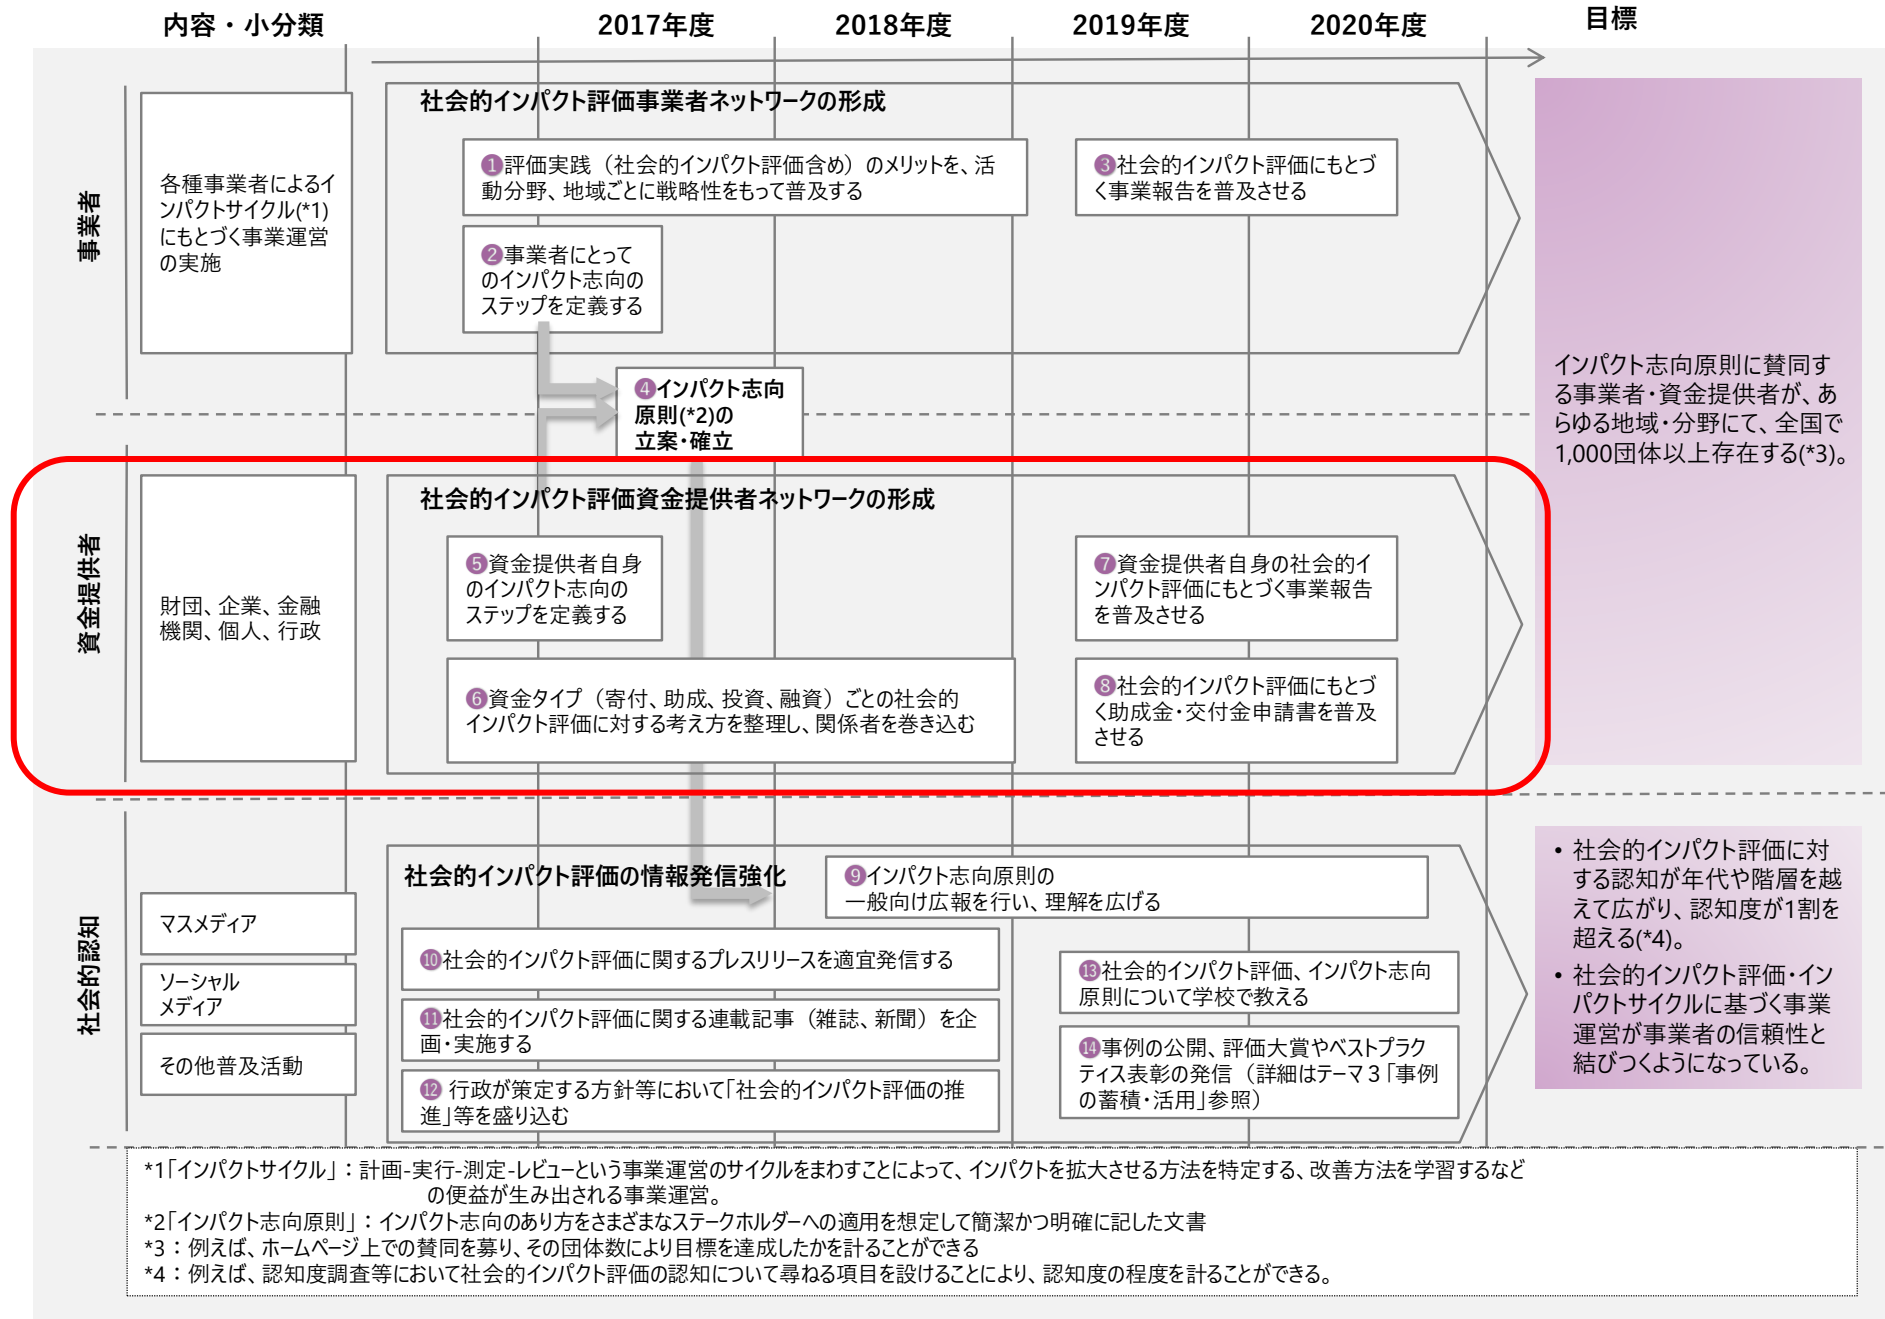 内容・小分類
2017年度
2018年度
2019年度
2020年度
目標
事業者
各種事業者によるイ
ンパクトサイクル(*1)
にもとづく事業運営
の実施
社会的インパクト評価事業者ネットワークの形成
❶評価実践（社会的インパクト評価含め）のメリットを、活
動分野、地域ごとに戦略性をもって普及する
❷事業者にとって
のインパクト志向の
ステップを定義する
❸社会的インパクト評価にもとづ
く事業報告を普及させる
❹インパクト志向
原則(*2)の
立案・確立
インパクト志向原則に賛同す
る事業者・資金提供者が、あ
らゆる地域・分野にて、全国で
1,000団体以上存在する(*3)。
資金提供者
財団、企業、金融
機関、個人、行政
社会的インパクト評価資金提供者ネットワークの形成
❺資金提供者自身
のインパクト志向の
ステップを定義する
❻資金タイプ（寄付、助成、投資、融資）ごとの社会的
インパクト評価に対する考え方を整理し、関係者を巻き込む
❼資金提供者自身の社会的イ
ンパクト評価にもとづく事業報告
を普及させる
❽社会的インパクト評価にもとづ
く助成金・交付金申請書を普及
させる
社会的認知
マスメディア
ソーシャル
メディア
その他普及活動
社会的インパクト評価の情報発信強化
❾インパクト志向原則の
一般向け広報を行い、理解を広げる
❿社会的インパクト評価に関するプレスリリースを適宜発信する
⓫社会的インパクト評価に関する連載記事（雑誌、新聞）を企
画・実施する
⓬ 行政が策定する方針等において「社会的インパクト評価の推
進」等を盛り込む
⓭社会的インパクト評価、インパクト志向
原則について学校で教える
⓮事例の公開、評価大賞やベストプラク
ティス表彰の発信（詳細はテーマ３「事例
の蓄積・活用」参照）
• 社会的インパクト評価に対
する認知が年代や階層を越
えて広がり、認知度が1割を
超える(*4)。
• 社会的インパクト評価・イン
パクトサイクルに基づく事業
運営が事業者の信頼性と
結びつくようになっている。
*1「インパクトサイクル」：計画-実行-測定-レビューという事業運営のサイクルをまわすことによって、インパクトを拡大させる方法を特定する、改善方法を学習するなど
の便益が生み出される事業運営。
*2「インパクト志向原則」：インパクト志向のあり方をさまざまなステークホルダーへの適用を想定して簡潔かつ明確に記した文書
*3：例えば、ホームページ上での賛同を募り、その団体数により目標を達成したかを計ることができる
*4：例えば、認知度調査等において社会的インパクト評価の認知について尋ねる項目を設けることにより、認知度の程度を計ることができる。